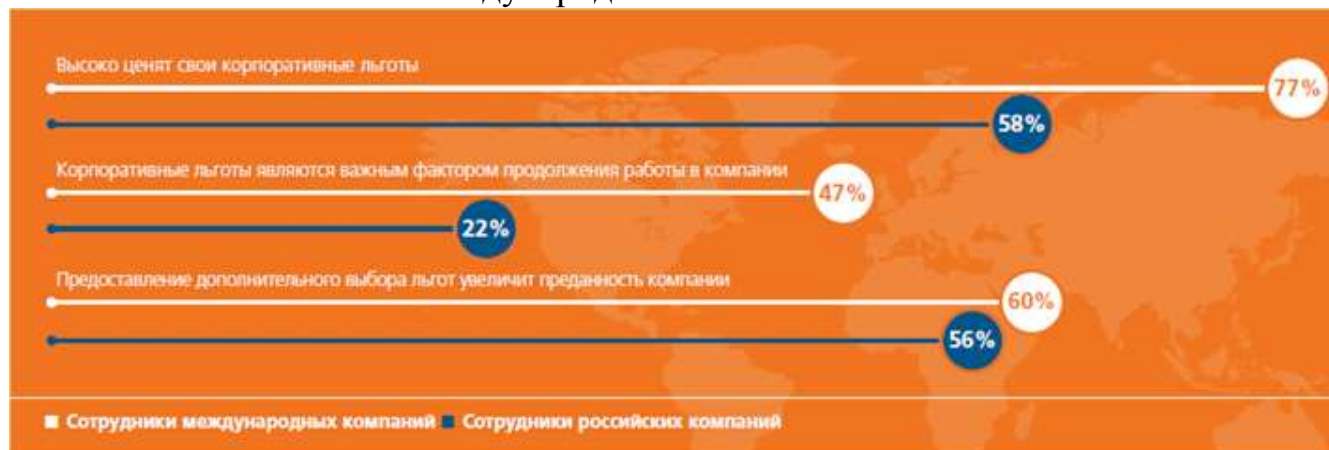 Высоко ценят свои корпоративные льготы
77%
58%
Корпоративные льготы являются важным фактором продолжения работы в компании
47%
22%
Предоставление дополнительного выбора льгот увеличит преданность компании
60%
56%
Сотрудники международных компаний Сотрудники российских компаний